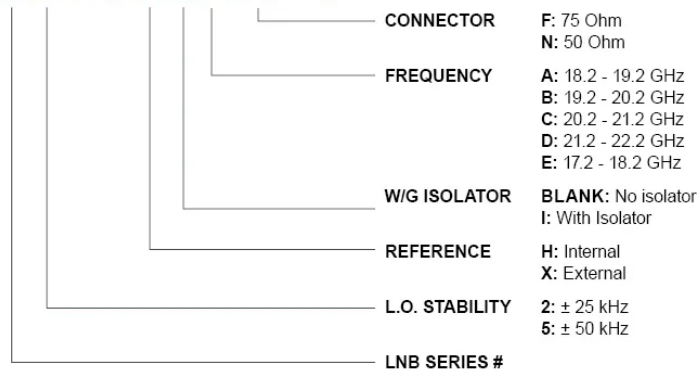 CONNECTOR F: 75 Ohm
N: 50 Ohm
FREQUENCY A: 18.2 - 19.2 GHz
B: 19.2 - 20.2 GHz
C: 20.2 - 21.2 GHz
D: 21.2 - 22.2 GHz
E: 17.2 - 18.2 GHz
W/G ISOLATOR BLANK: No isolator
I: With Isolator
REFERENCE H: Internal
X: External
L.O. STABILITY 2: ± 25 kHz
5: ± 50 kHz
LNB SERIES #